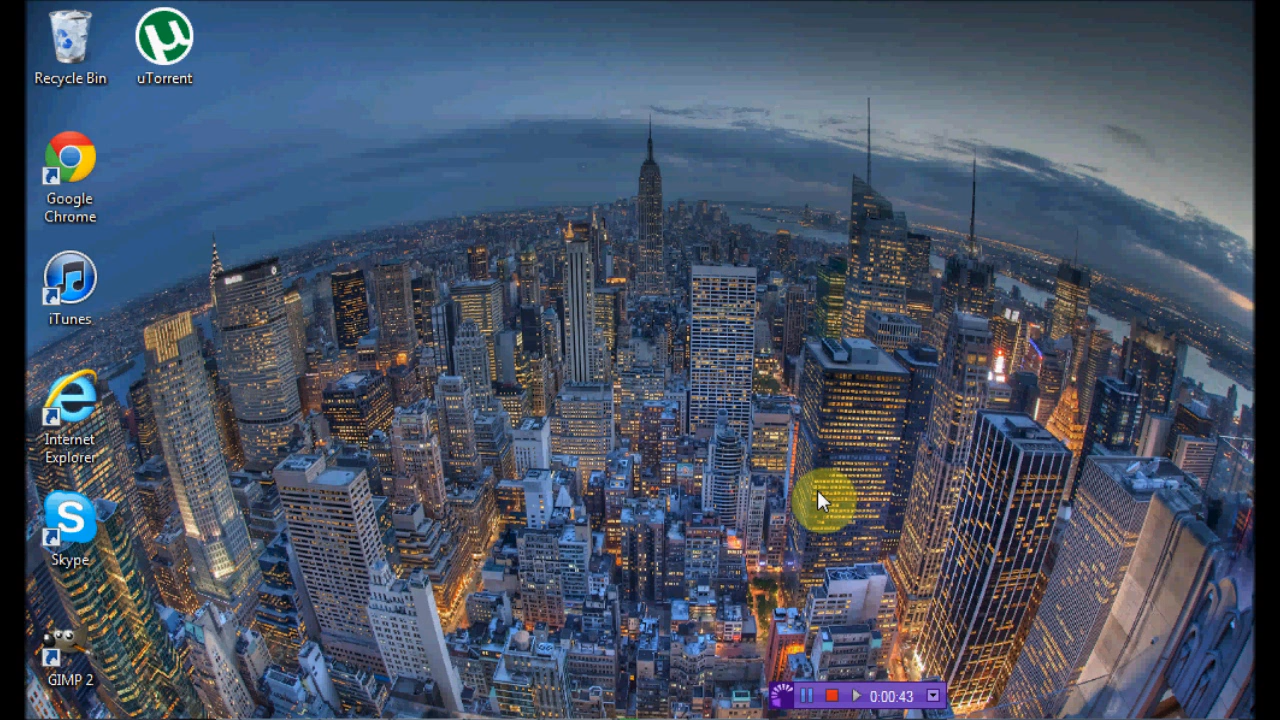 Recycle Bin
uTorrent
Google
Chrome
iTunes
Internet
Explorer
Skype
GIMP 2
0:00:43